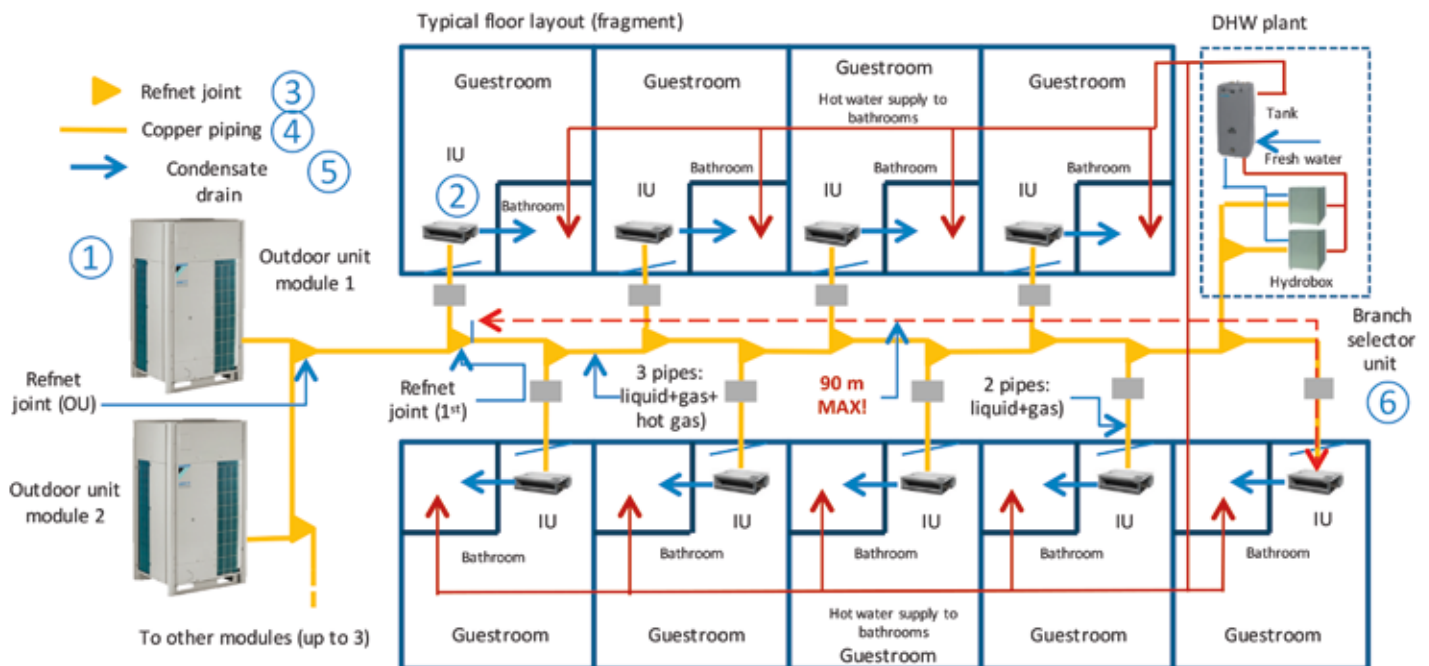 Typical floor layout (fragment)
DHW plant
Refnet joint
3
Copper piping
4
Condensate
drain
5
1
Outdoor unit
module 1
Refnet
joint (OU)
Outdoor unit
module 2
To other modules (up to 3)
Guestroom
Guestroom
Guestroom
Guestroom
Hot water supply to
bathrooms
IU
2
Bathroom
IU
Bathroom
IU
Bathroom
IU
Bathroom
Tank
Fresh water
Hydrobox
Branch
selector
unit
6
Refnet
joint (1st)
3 pipes:
liquid+gas+
hot gas)
90 m
MAX!
2 pipes:
liquid+gas)
IU
IU
IU
IU
IU
Bathroom
Bathroom
Bathroom
Bathroom
Bathroom
Hot water supply to
bathrooms
Guestroom
Guestroom
Guestroom
Guestroom
Guestroom